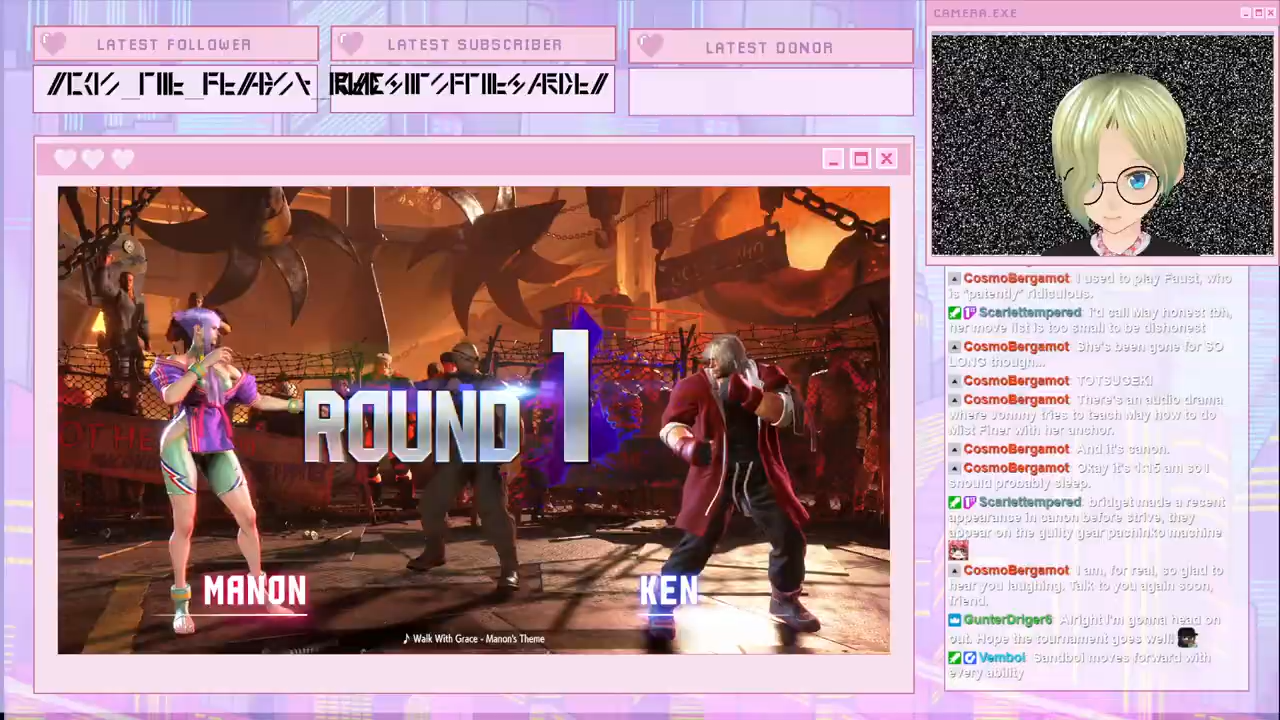 LATEST FOLLOWER
LATEST SUBSCRIBER
LATEST DONOR
CAMERA.EXE
ROUND 1
MANON
KEN
♪ Walk With Grace - Manon's Theme
CosmoBergamot I used to play Faust, who
is "patently" ridiculous.
Scarlettempered i'd call May honest tbh,
her move list is too small to be dishonest
CosmoBergamot She's been gone for SO
LONG though...
CosmoBergamot TOTSUGEKI
CosmoBergamot There's an audio drama
where Johnny tries to teach May how to do
Mist Finer with her anchor.
CosmoBergamot And it's canon.
CosmoBergamot Okay it's 1:15 am so I
should probably sleep.
Scarlettempered bridget made a recent
appearance in canon before strive, they
appear on the guilty gear pachinko machine
CosmoBergamot I am, for real, so glad to
hear you laughing. Talk to you again soon,
friend.
GunterDriger6 Alright I'm gonna head on
out. Hope the tournament goes well!
Vemboi Sandboi moves forward with
every ability